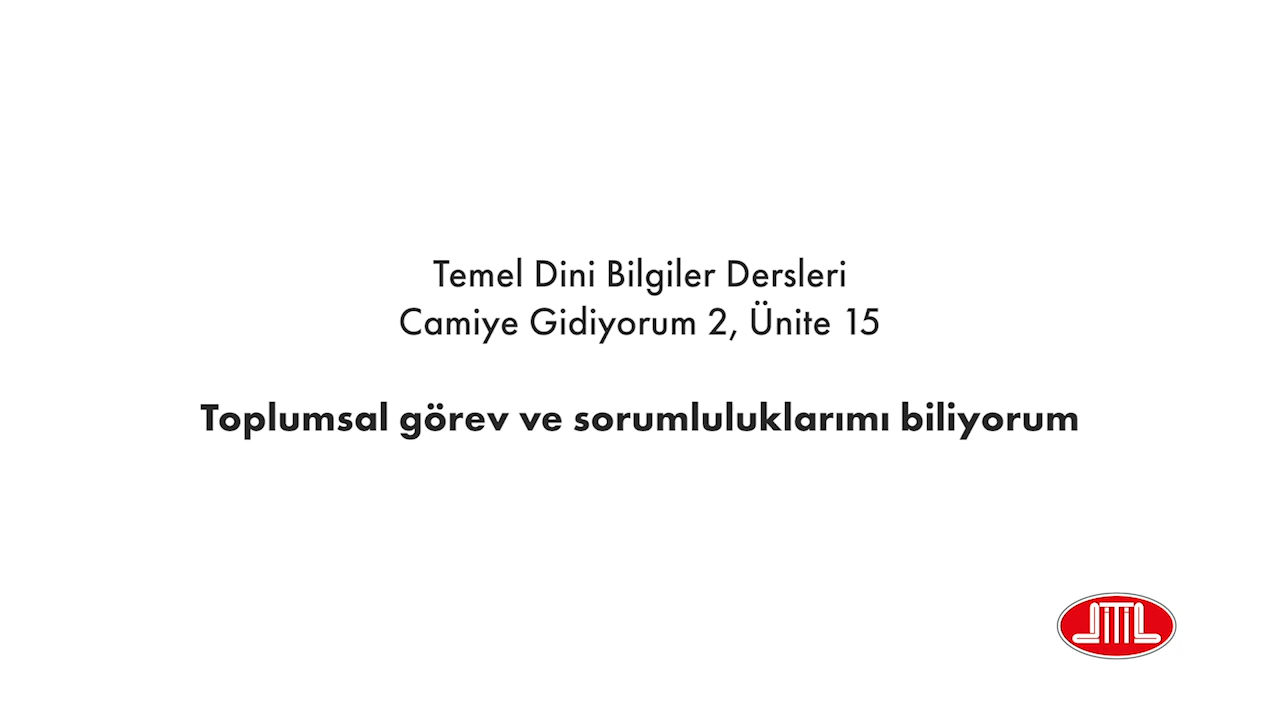 Temel Dini Bilgiler Dersleri
Camiye Gidiyorum 2, Ünite 15
Toplumsal görev ve sorumluluklarımı biliyorum